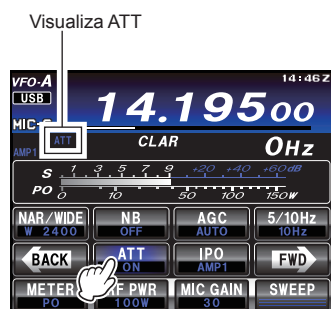 Visualiza ATT
VFO-A 14:46Z
USB 14.19500
MIC-
ATT CLAR 0Hz
AMP1
S 1 3 5 7 9 +20 +40 +60dB
PO 0 10 50 100 150W
NAR/WIDE NB AGC 5/10Hz
W 2400 OFF AUTO 10Hz
BACK ATT IPO FWD
ON AMP1
METER RF PWR MIC GAIN SWEEP
PO 100W 30